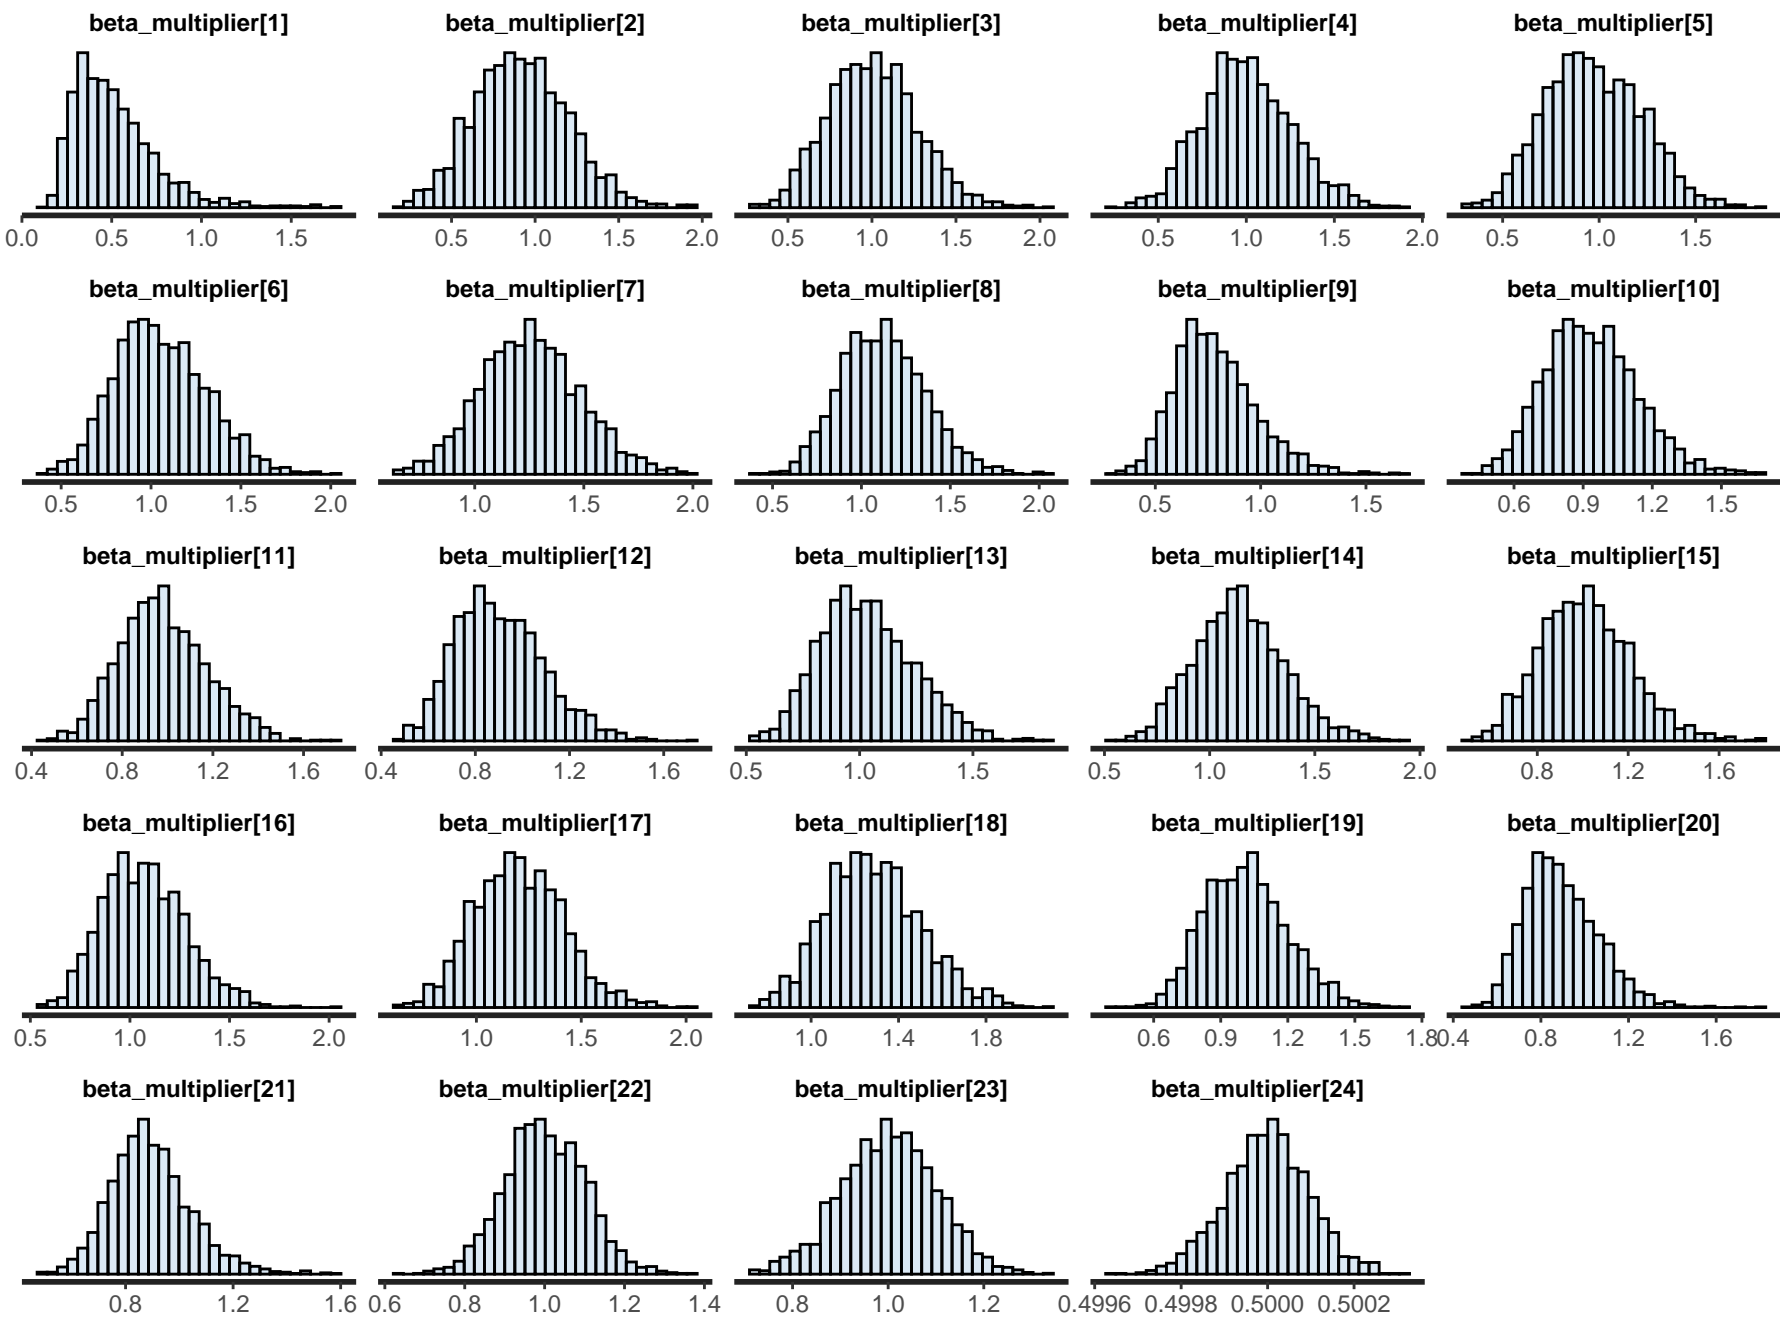 beta_multiplier[1] beta_multiplier[2] beta_multiplier[3] beta_multiplier[4] beta_multiplier[5]
0.0 0.5 1.0 1.5 0.5 1.0 1.5 2.0 0.5 1.0 1.5 2.0 0.5 1.0 1.5 2.0 0.5 1.0 1.5
beta_multiplier[6] beta_multiplier[7] beta_multiplier[8] beta_multiplier[9] beta_multiplier[10]
0.5 1.0 1.5 2.0 1.0 1.5 2.0 0.5 1.0 1.5 2.0 0.5 1.0 1.5 0.6 0.9 1.2 1.5
beta_multiplier[11] beta_multiplier[12] beta_multiplier[13] beta_multiplier[14] beta_multiplier[15]
0.4 0.8 1.2 1.6 0.4 0.8 1.2 1.6 0.5 1.0 1.5 0.5 1.0 1.5 2.0 0.8 1.2 1.6
beta_multiplier[16] beta_multiplier[17] beta_multiplier[18] beta_multiplier[19] beta_multiplier[20]
0.5 1.0 1.5 2.0 1.0 1.5 2.0 1.0 1.4 1.8 0.6 0.9 1.2 1.5 1.8 0.4 0.8 1.2 1.6
beta_multiplier[21] beta_multiplier[22] beta_multiplier[23] beta_multiplier[24]
0.8 1.2 1.6 0.6 0.8 1.0 1.2 1.4 0.8 1.0 1.2 0.4996 0.4998 0.5000 0.5002